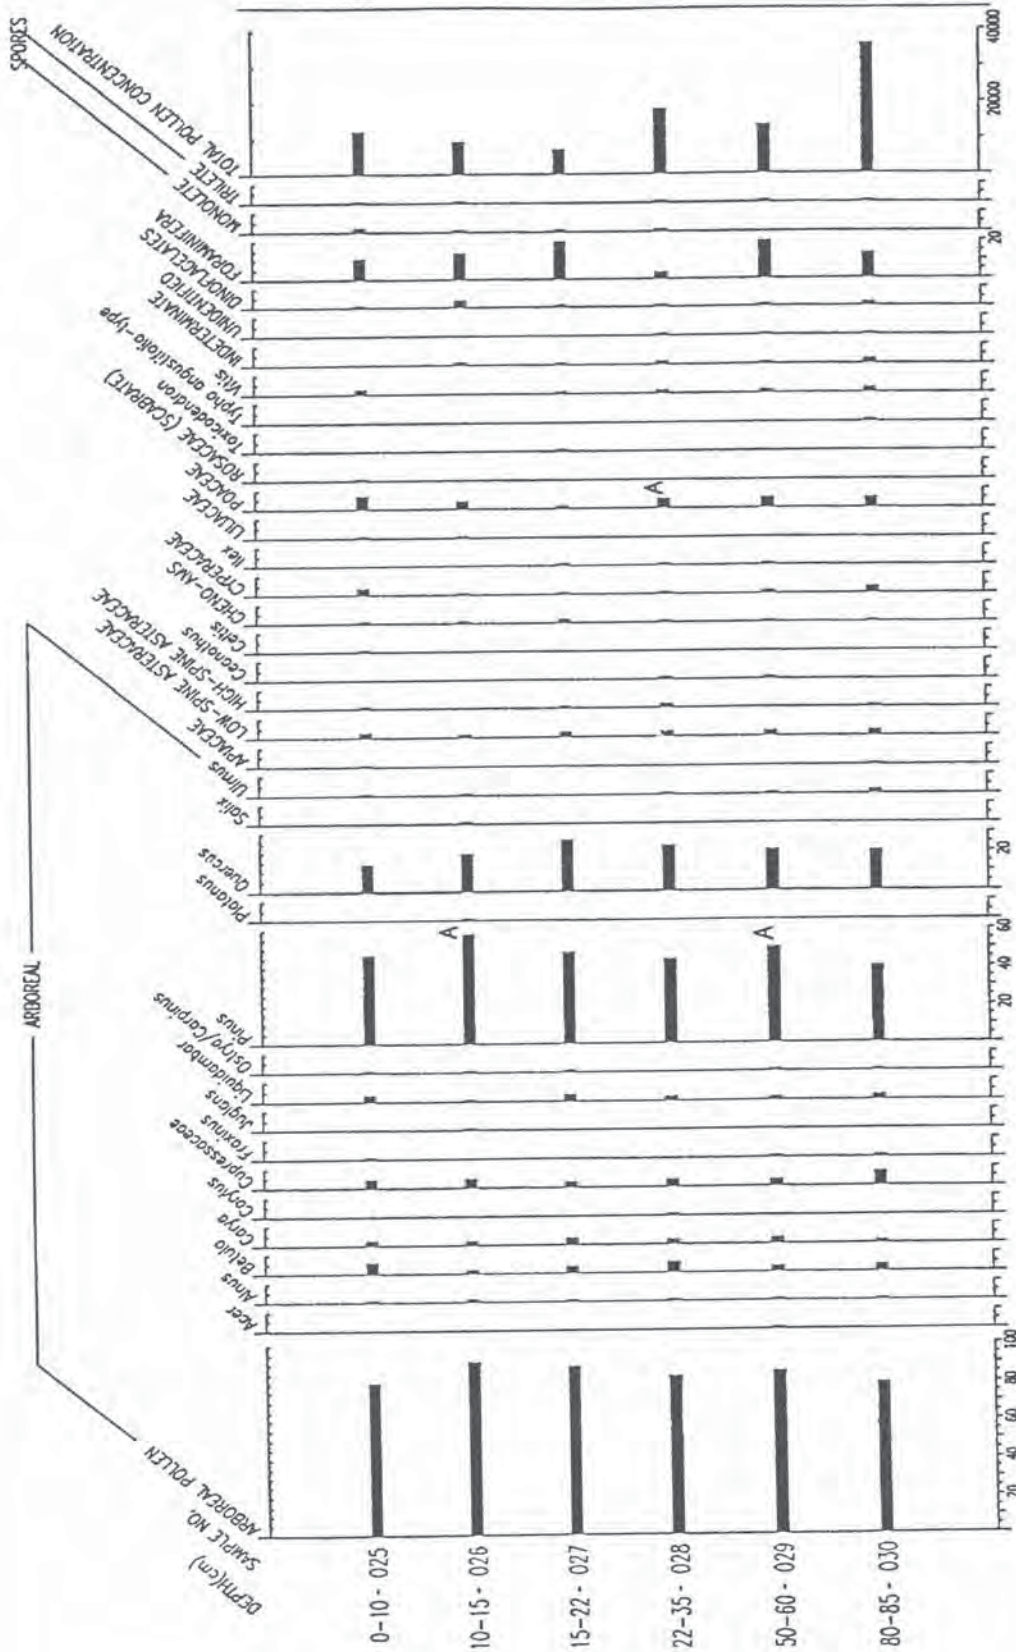 SPORES
ARBOREAL
DEPTH(cm)
SAMPLE NO.
ARBOREAL POLLEN
Acer
Alnus
Betula
Carya
Corylus
Cupressaceae
Fraxinus
Juglans
Liquidambar
Ostrya/Carpinus
Pinus
Platanus
Quercus
Salix
Ulmus
APIACEAE
LOW-SPINE ASTERACEAE
HIGH-SPINE ASTERACEAE
Ceanothus
Celtis
CHENO-AMS
CYPERACEAE
Ilex
LILIACEAE
POACEAE
ROSACEAE (SCABRATE)
Toxicodendron
Typha angustifolia-type
Vitis
INDETERMINATE
UNIDENTIFIED
DINOFLAGELATES
FORAMINIFERA
MONOLETE
TRILETE
TOTAL POLLEN CONCENTRATION
0-10 - 025
10-15 - 026
A
15-22 - 027
22-35 - 028
A
50-60 - 029
A
80-85 - 030
20 40 60 80 100
20 40 60
20
20
20000 40000